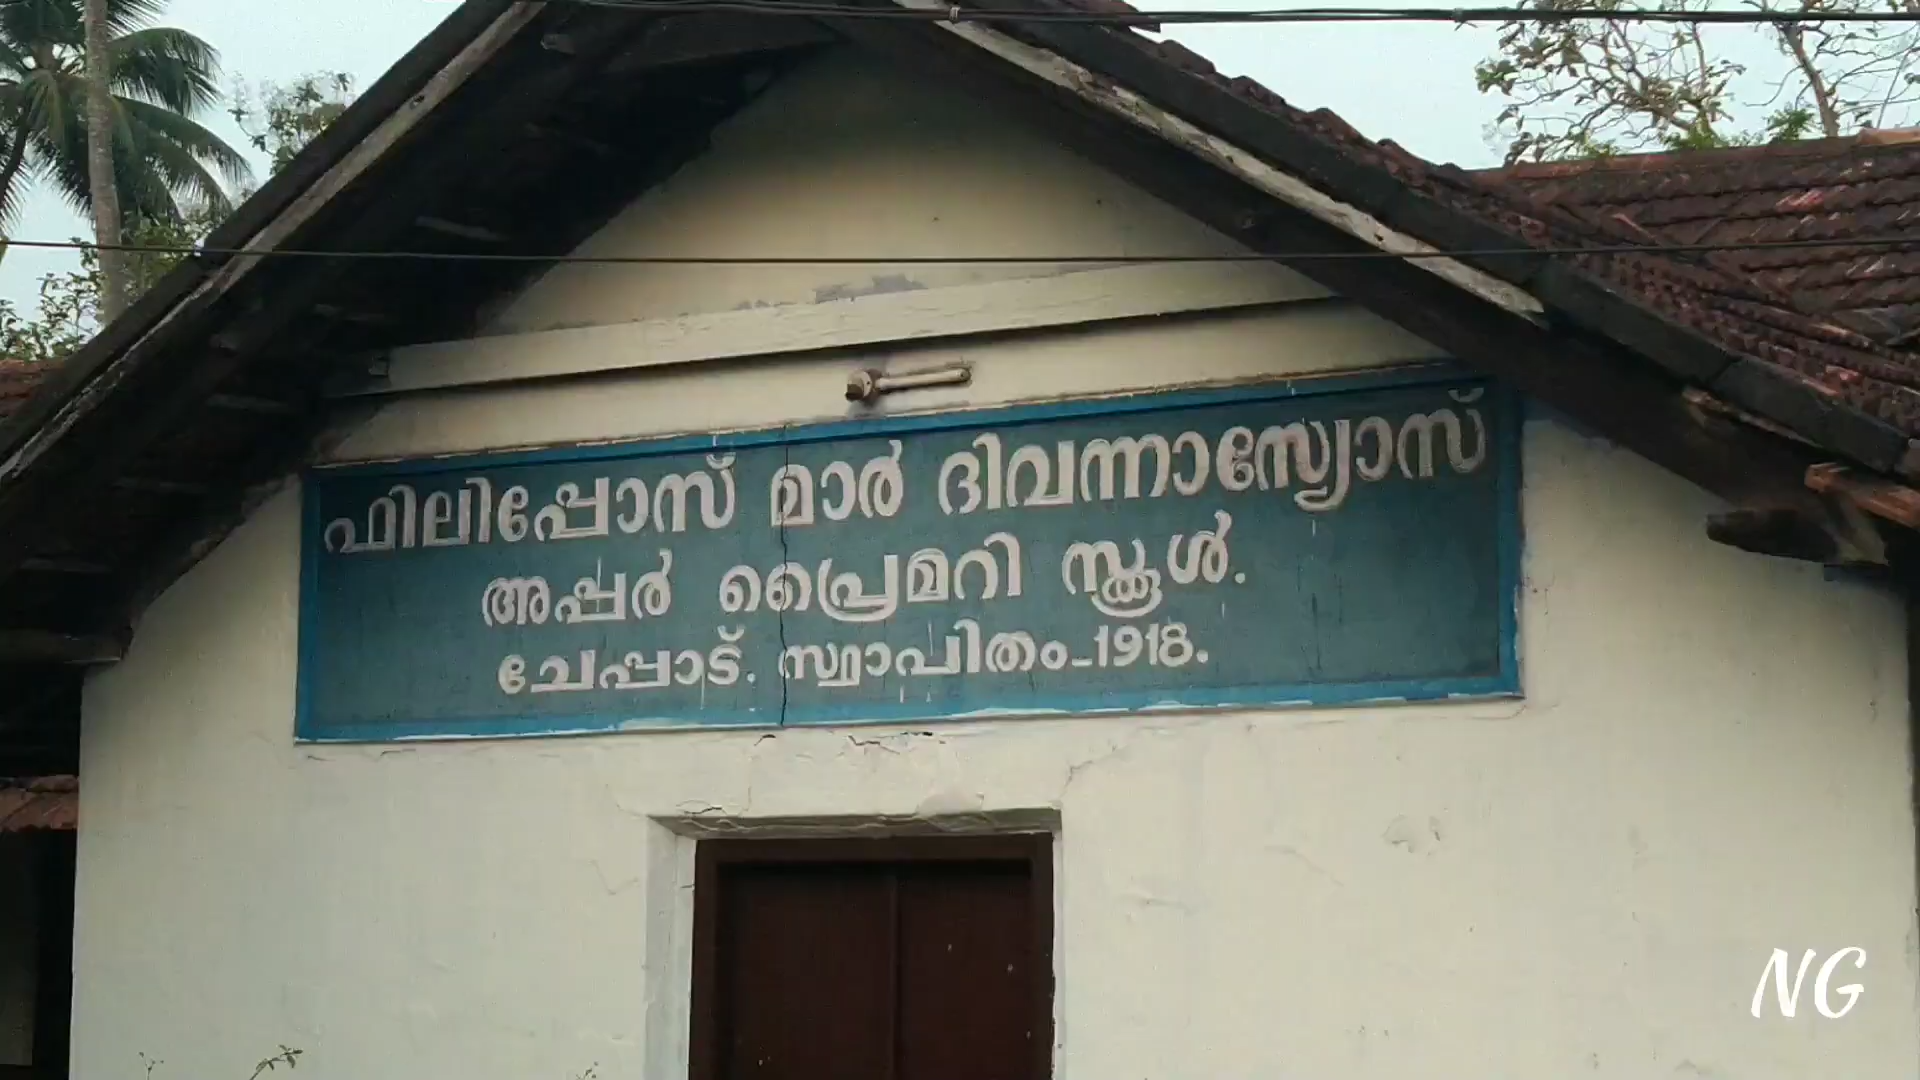 ഫിലിപ്പോസ് മാർ ദിവന്നാസ്യോസ്
അപ്പർ പ്രൈമറി സ്കൂൾ.
ചേപ്പാട്. സ്ഥാപിതം-1918.
NG